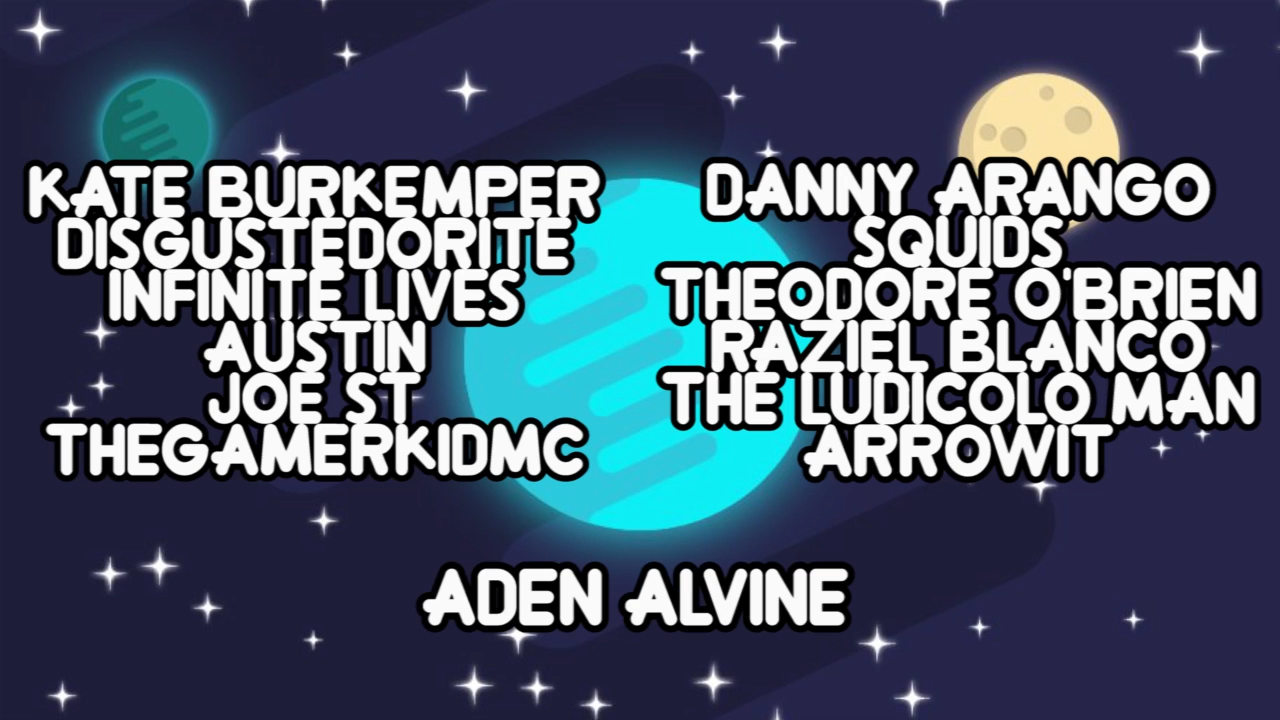 KATE BURKEMPER
DISGUSTEDORITE
INFINITE LIVES
AUSTIN
JOE ST
THEGAMERKIDMC
DANNY ARANGO
SQUIDS
THEODORE O'BRIEN
RAZIEL BLANCO
THE LUDICOLO MAN
ARROWIT
ADEN ALVINE